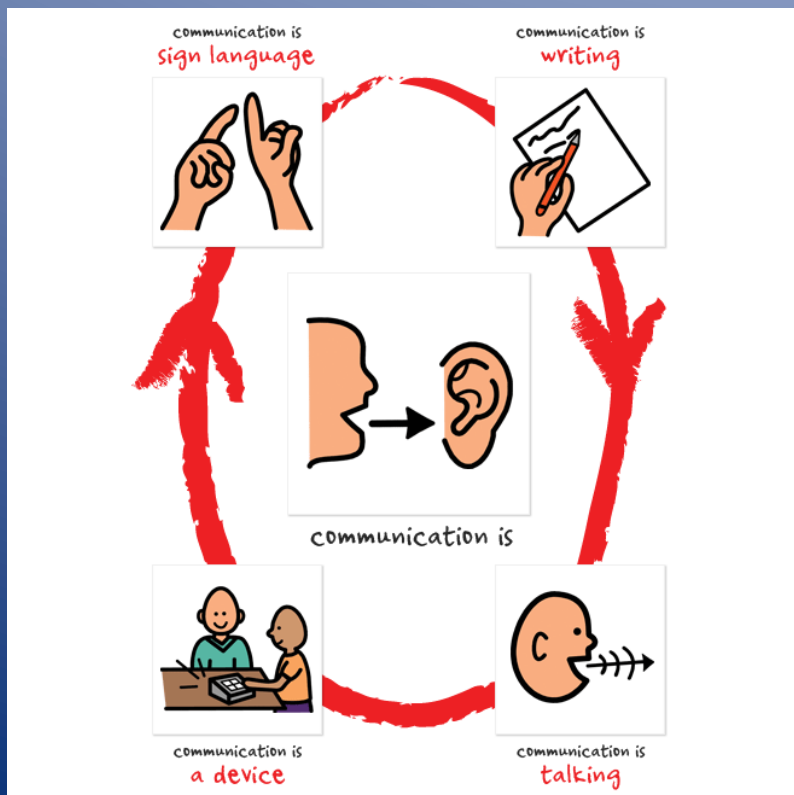 communication is
sign language
communication is
writing
communication is
communication is
a device
communication is
talking